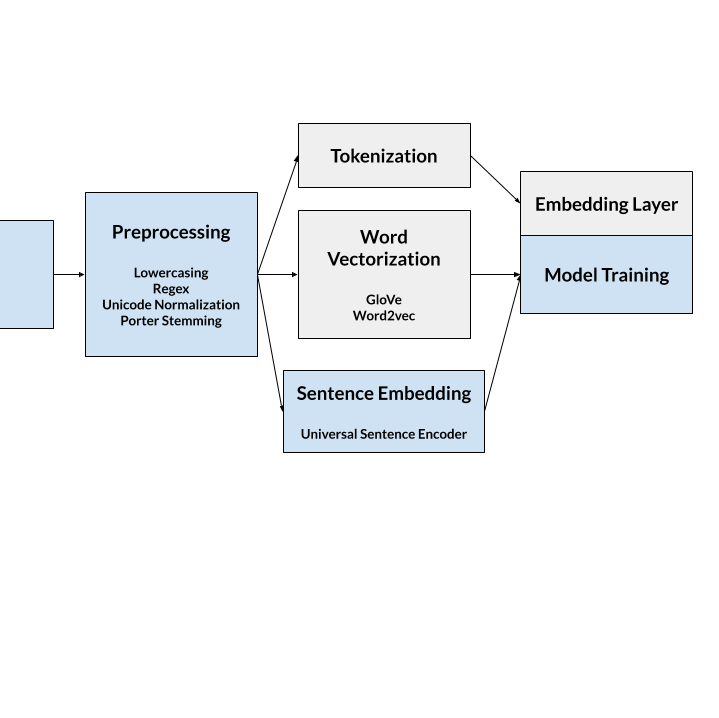 Preprocessing
Lowercasing
Regex
Unicode Normalization
Porter Stemming
Tokenization
Word
Vectorization
GloVe
Word2vec
Sentence Embedding
Universal Sentence Encoder
Embedding Layer
Model Training